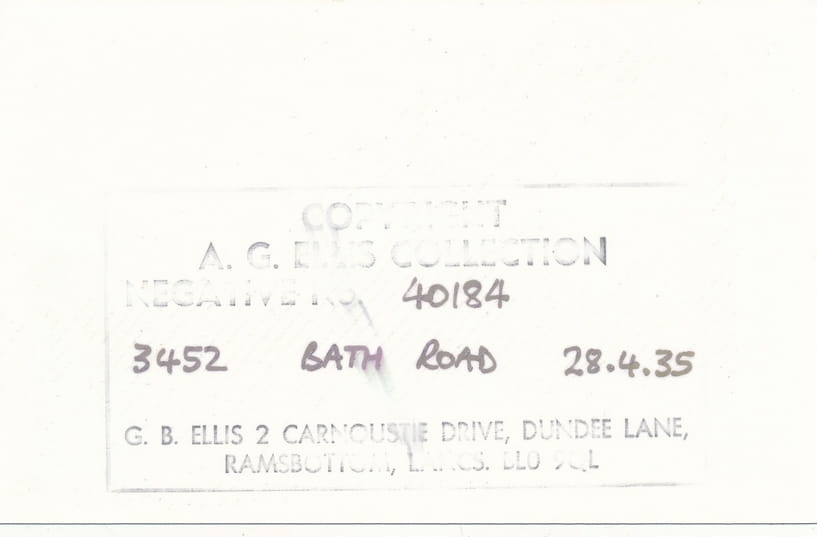 COPYRIGHT
A. G. ELLIS COLLECTION
NEGATIVE No. 40184
3452 BATH ROAD 28.4.35
G. B. ELLIS 2 CARNOUSTIE DRIVE, DUNDEE LANE,
RAMSBOTTOM, LANCS. BL0 9QL